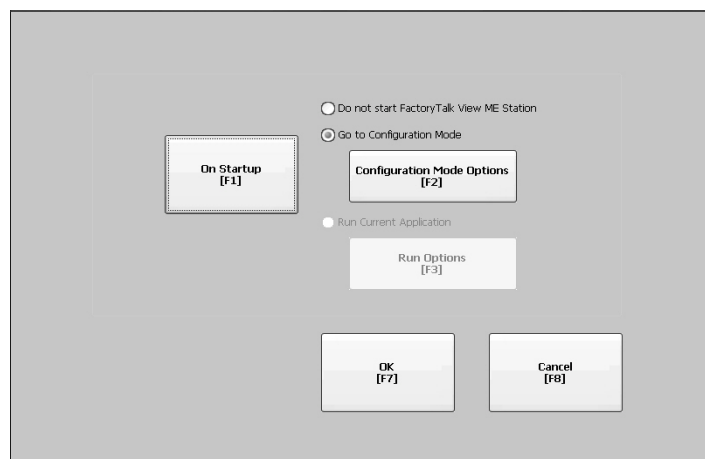 Do not start FactoryTalk View ME Station
Go to Configuration Mode
On Startup
[F1]
Configuration Mode Options
[F2]
Run Current Application
Run Options
[F3]
OK
[F7]
Cancel
[F8]